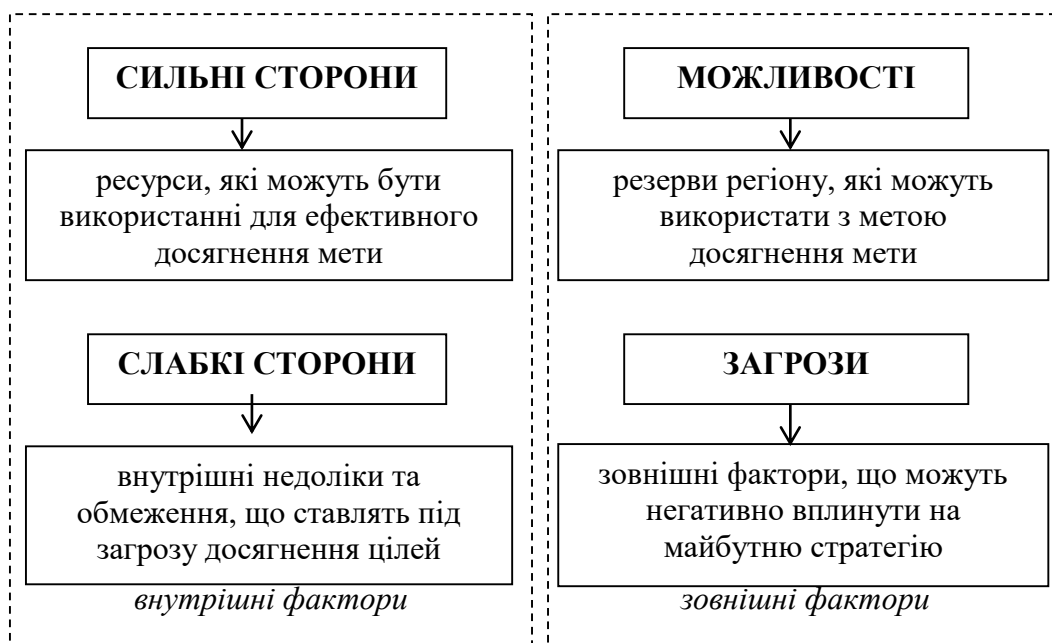 СИЛЬНІ СТОРОНИ
ресурси, які можуть бути
використанні для ефективного
досягнення мети
СЛАБКІ СТОРОНИ
внутрішні недоліки та
обмеження, що ставлять під
загрозу досягнення цілей
внутрішні фактори
МОЖЛИВОСТІ
резерви регіону, які можуть
використати з метою
досягнення мети
ЗАГРОЗИ
зовнішні фактори, що можуть
негативно вплинути на
майбутню стратегію
зовнішні фактори